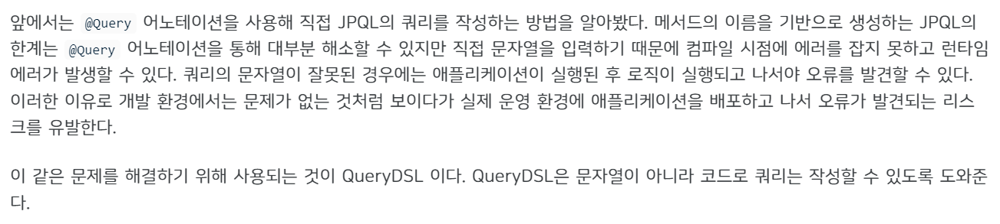 앞에서는 @Query 어노테이션을 사용해 직접 JPQL의 쿼리를 작성하는 방법을 알아봤다. 메서드의 이름을 기반으로 생성하는 JPQL의
한계는 @Query 어노테이션을 통해 대부분 해소할 수 있지만 직접 문자열을 입력하기 때문에 컴파일 시점에 에러를 잡지 못하고 런타임
에러가 발생할 수 있다. 쿼리의 문자열이 잘못된 경우에는 애플리케이션이 실행된 후 로직이 실행되고 나서야 오류를 발견할 수 있다.
이러한 이유로 개발 환경에서는 문제가 없는 것처럼 보이다가 실제 운영 환경에 애플리케이션을 배포하고 나서 오류가 발견되는 리스
크를 유발한다.
이 같은 문제를 해결하기 위해 사용되는 것이 QueryDSL 이다. QueryDSL은 문자열이 아니라 코드로 쿼리는 작성할 수 있도록 도와준
다.